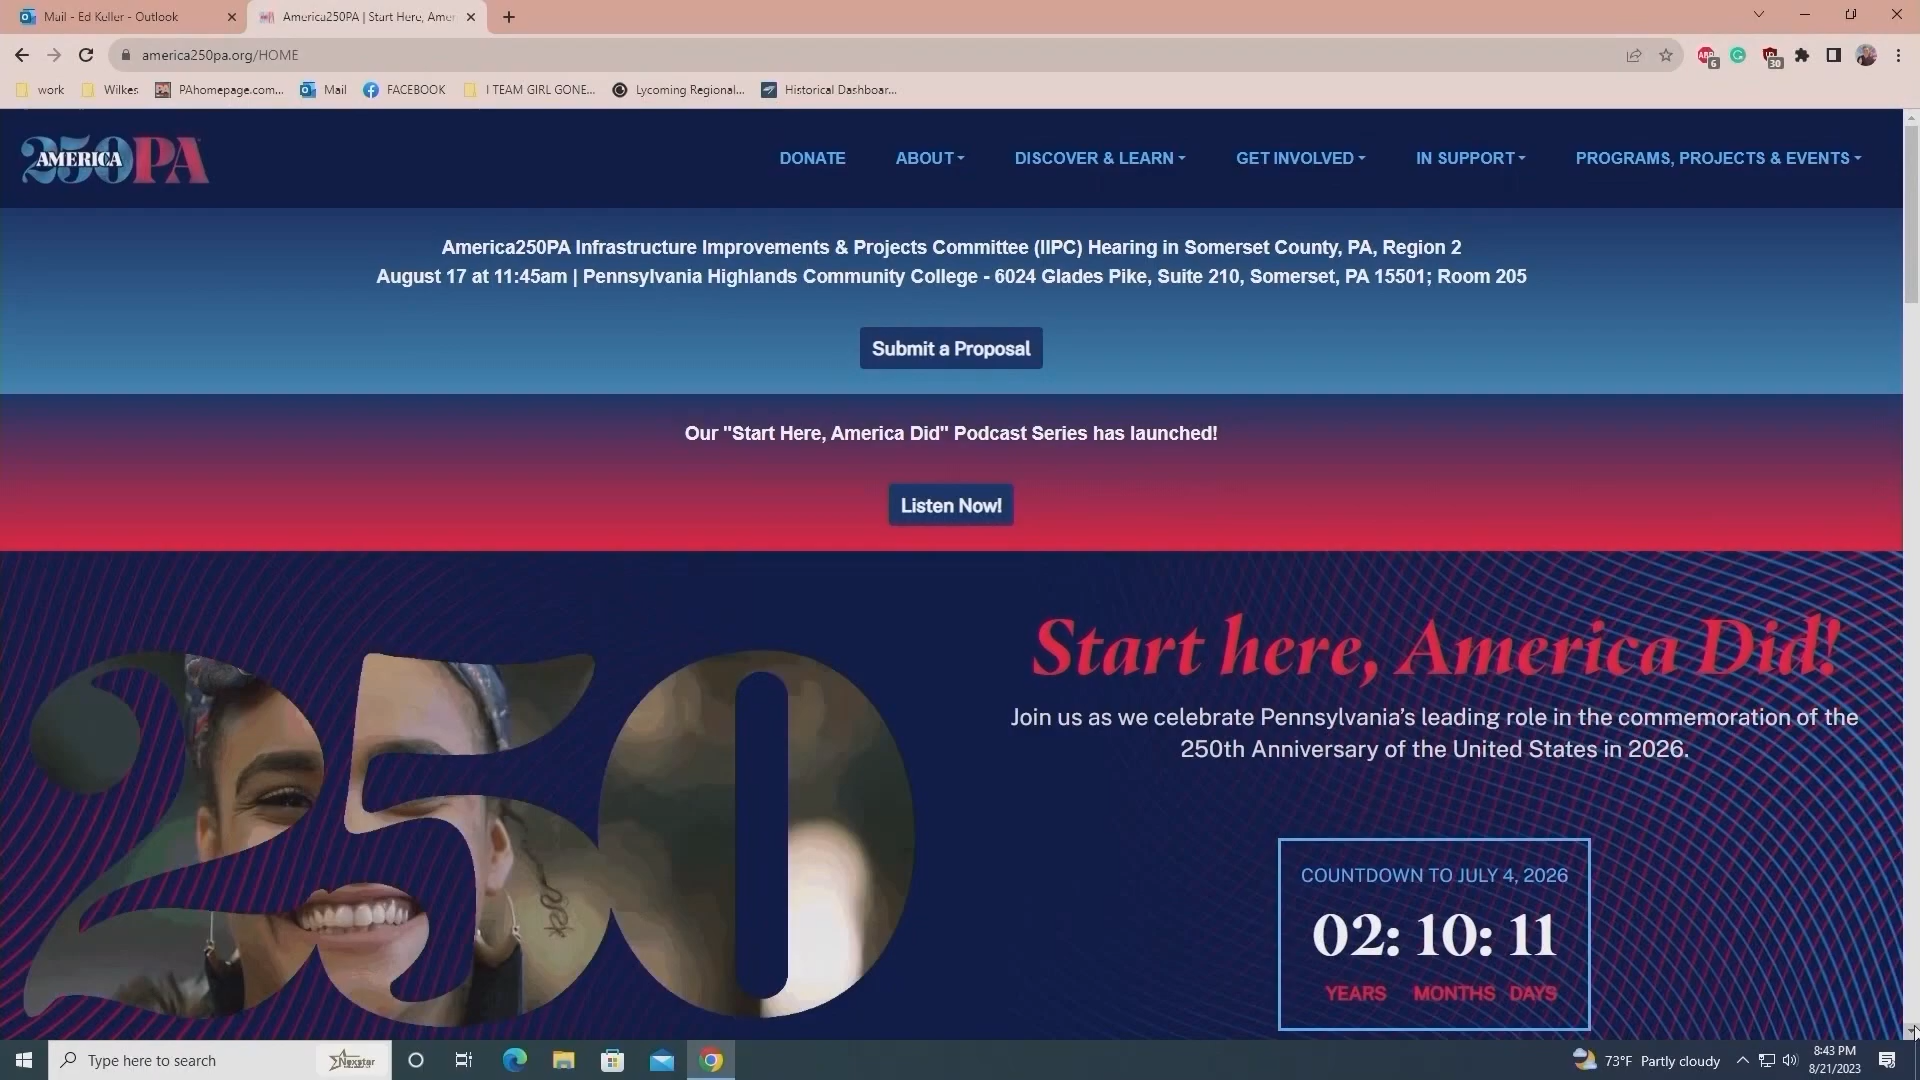 Mail - Ed Keller - Outlook
America250PA | Start Here, Amer
america250pa.org/HOME
6
30
work
Wilkes
PAhomepage.com...
Mail
FACEBOOK
I TEAM GIRL GONE...
Lycoming Regional...
Historical Dashboar...
250 AMERICA PA
DONATE
ABOUT
DISCOVER & LEARN
GET INVOLVED
IN SUPPORT
PROGRAMS, PROJECTS & EVENTS
America250PA Infrastructure Improvements & Projects Committee (IIPC) Hearing in Somerset County, PA, Region 2
August 17 at 11:45am | Pennsylvania Highlands Community College - 6024 Glades Pike, Suite 210, Somerset, PA 15501; Room 205
Submit a Proposal
Our "Start Here, America Did" Podcast Series has launched!
Listen Now!
250
Start here, America Did!
Join us as we celebrate Pennsylvania's leading role in the commemoration of the
250th Anniversary of the United States in 2026.
COUNTDOWN TO JULY 4, 2026
02: 10: 11
YEARS MONTHS DAYS
Type here to search
Nexstar
73°F Partly cloudy
8:43 PM
8/21/2023